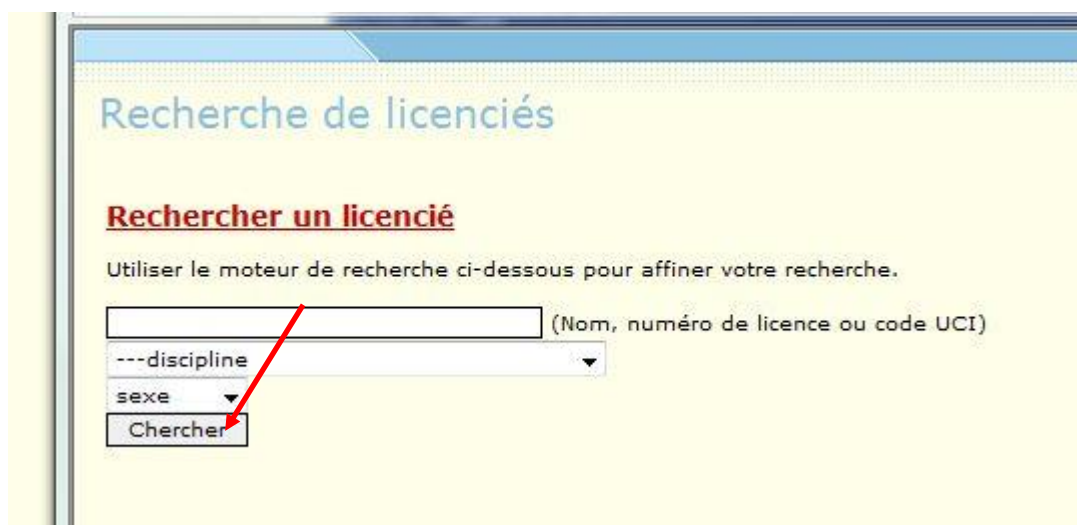 Recherche de licenciés
Rechercher un licencié
Utiliser le moteur de recherche ci-dessous pour affiner votre recherche.
(Nom, numéro de licence ou code UCI)
---discipline
sexe
Chercher